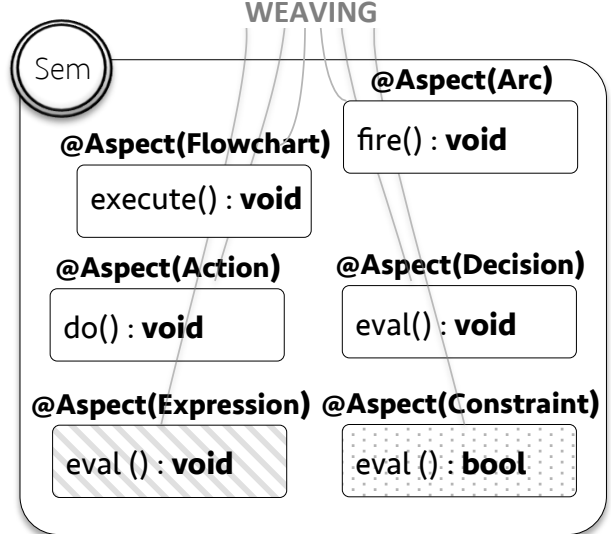 WEAVING
Sem
@Aspect(Arc)
fire() : void
@Aspect(Flowchart)
execute() : void
@Aspect(Action)
do() : void
@Aspect(Decision)
eval() : void
@Aspect(Expression)
eval () : void
@Aspect(Constraint)
eval () : bool